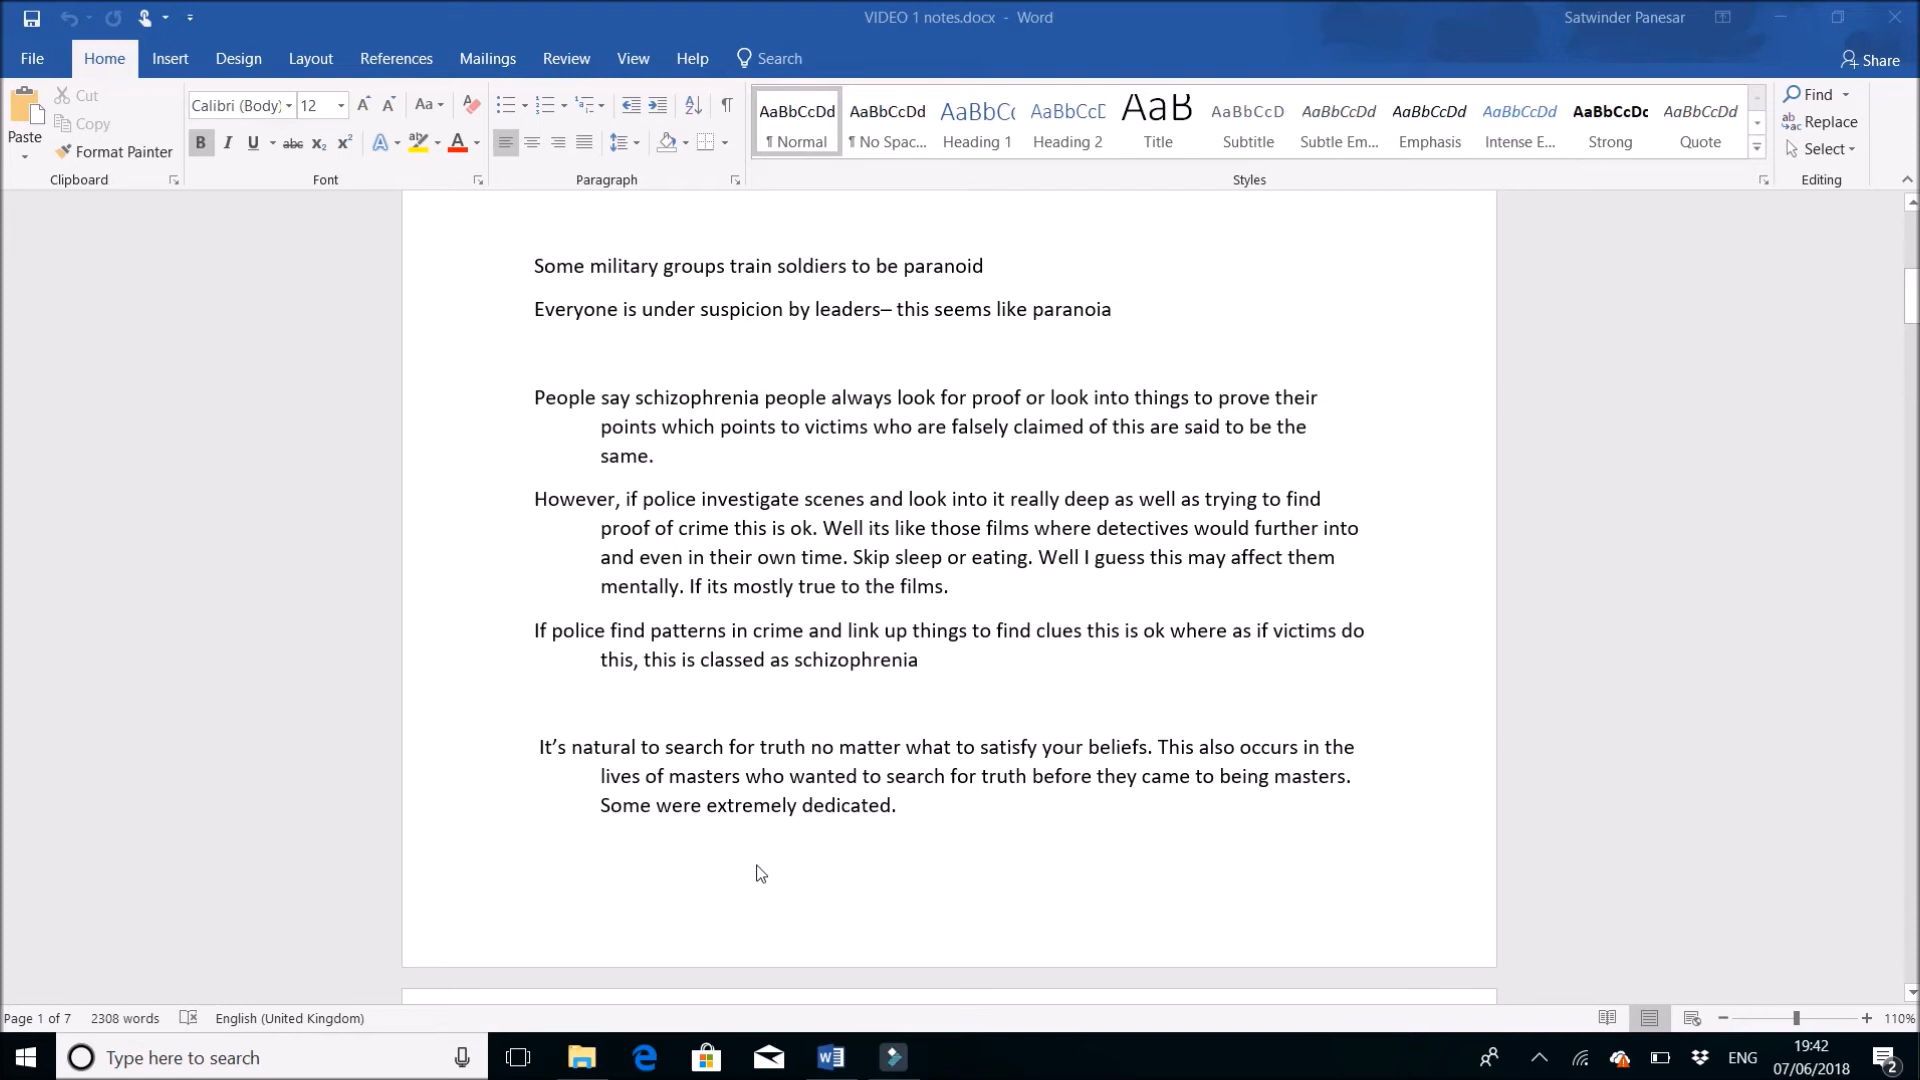 VIDEO 1 notes.docx - Word
Satwinder Panesar
File Home Insert Design Layout References Mailings Review View Help Search
Share
Cut
Copy
Paste
Format Painter
Clipboard
Calibri (Body) 12
Aa
B I U abc X₂ X²
A ab A
Font
Paragraph
AaBbCcDd AaBbCcDd AaBbC AaBbCcE AaB AaBbCcD AaBbCcDd AaBbCcDd AaBbCcDd AaBbCcDc AaBbCcDd
¶ Normal ¶ No Spac... Heading 1 Heading 2 Title Subtitle Subtle Em... Emphasis Intense E... Strong Quote
Styles
Find
Replace
Select
Editing
Some military groups train soldiers to be paranoid
Everyone is under suspicion by leaders– this seems like paranoia
People say schizophrenia people always look for proof or look into things to prove their
points which points to victims who are falsely claimed of this are said to be the
same.
However, if police investigate scenes and look into it really deep as well as trying to find
proof of crime this is ok. Well its like those films where detectives would further into
and even in their own time. Skip sleep or eating. Well I guess this may affect them
mentally. If its mostly true to the films.
If police find patterns in crime and link up things to find clues this is ok where as if victims do
this, this is classed as schizophrenia
It’s natural to search for truth no matter what to satisfy your beliefs. This also occurs in the
lives of masters who wanted to search for truth before they came to being masters.
Some were extremely dedicated.
Page 1 of 7 2308 words English (United Kingdom)
110%
Type here to search
ENG
19:42
07/06/2018
2